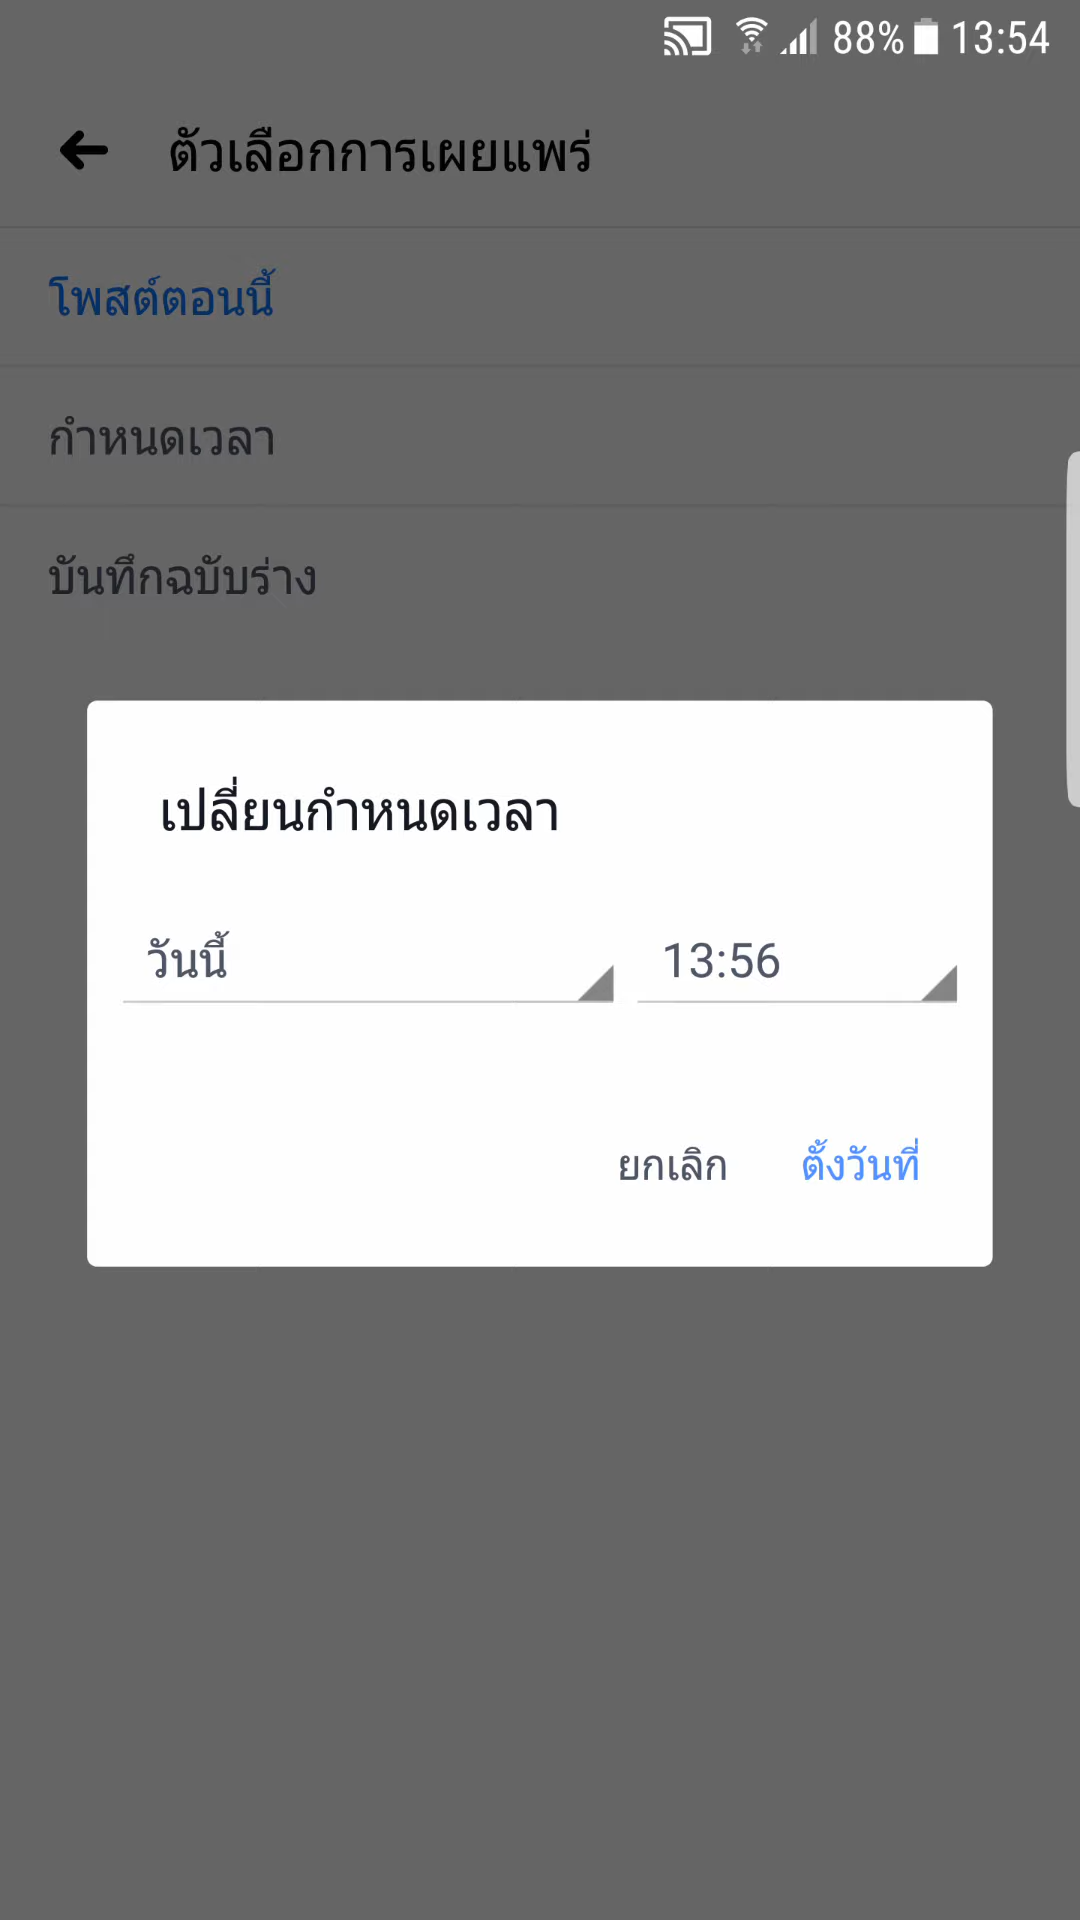 88% 13:54
ตัวเลือกการเผยแพร่
โพสต์ตอนนี้
กำหนดเวลา
บันทึกฉบับร่าง
เปลี่ยนกำหนดเวลา
วันนี้ 13:56
ยกเลิก ตั้งวันที่